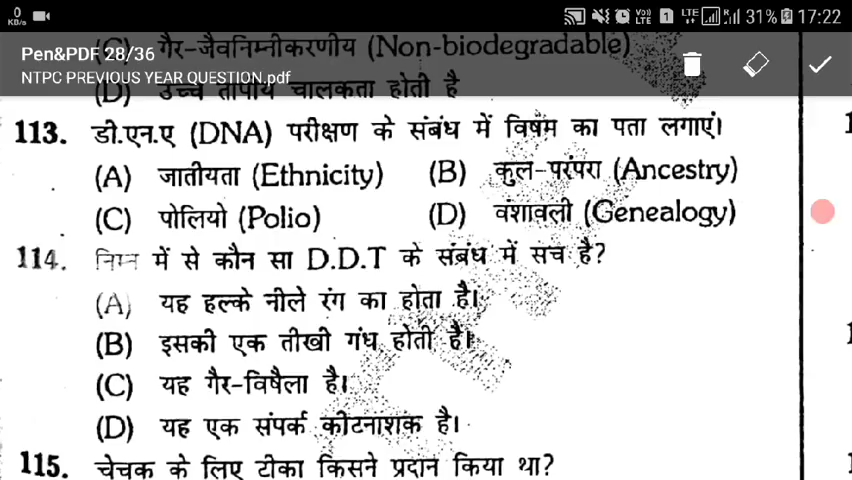 0 KB/s LTE 1 LTE 31% 17:22
(C) गैर-जैवनिम्नीकरणीय (Non-biodegradable)
Pen&PDF 28/36
NTPC PREVIOUS YEAR QUESTION.pdf
(D) उच्च तापीय चालकता होती है
113. डी.एन.ए (DNA) परीक्षण के संबंध में विषम का पता लगाएं।
(A) जातीयता (Ethnicity) (B) कुल-परंपरा (Ancestry)
(C) पोलियो (Polio) (D) वंशावली (Genealogy)
114. निम्न में से कौन सा D.D.T के संबंध में सच है?
(A) यह हल्के नीले रंग का होता है।
(B) इसकी एक तीखी गंध होती है।
(C) यह गैर-विषैला है।
(D) यह एक संपर्क कीटनाशक है।
115. चेचक के लिए टीका किसने प्रदान किया था?